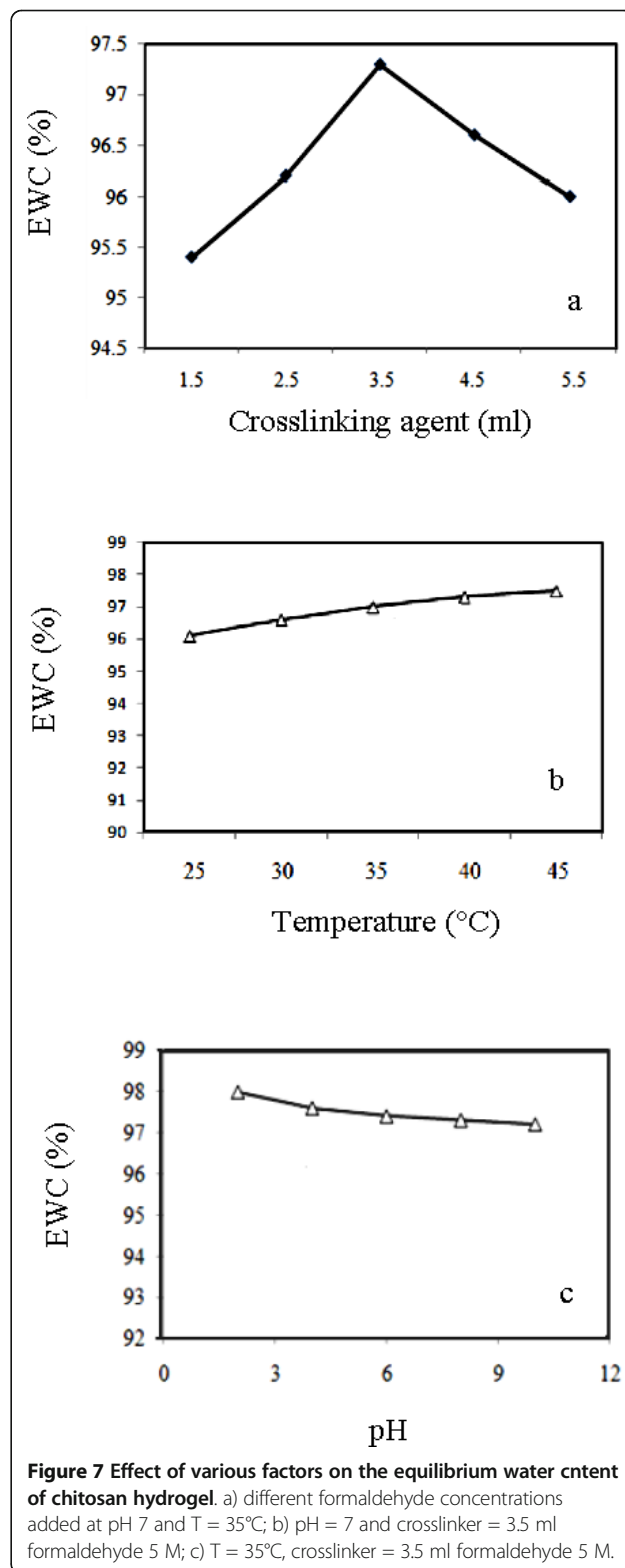 97.5
97
96.5
96
95.5
95
94.5
EWC (%)
a
1.5 2.5 3.5 4.5 5.5
Crosslinking agent (ml)
99
98
97
96
95
94
93
92
91
90
EWC (%)
b
25 30 35 40 45
Temperature (°C)
99
98
97
96
95
94
93
92
EWC (%)
c
0 3 6 9 12
pH
Figure 7 Effect of various factors on the equilibrium water cntent
of chitosan hydrogel. a) different formaldehyde concentrations
added at pH 7 and T = 35°C; b) pH = 7 and crosslinker = 3.5 ml
formaldehyde 5 M; c) T = 35°C, crosslinker = 3.5 ml formaldehyde 5 M.